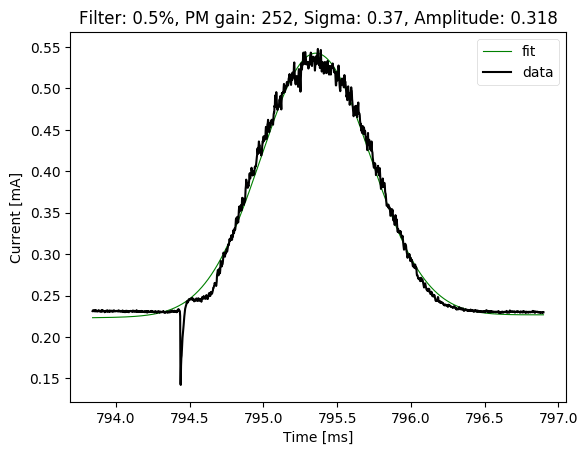 Filter: 0.5%, PM gain: 252, Sigma: 0.37, Amplitude: 0.318
fit
data
0.55
0.50
0.45
0.40
0.35
0.30
0.25
0.20
0.15
Current [mA]
794.0 794.5 795.0 795.5 796.0 796.5 797.0
Time [ms]